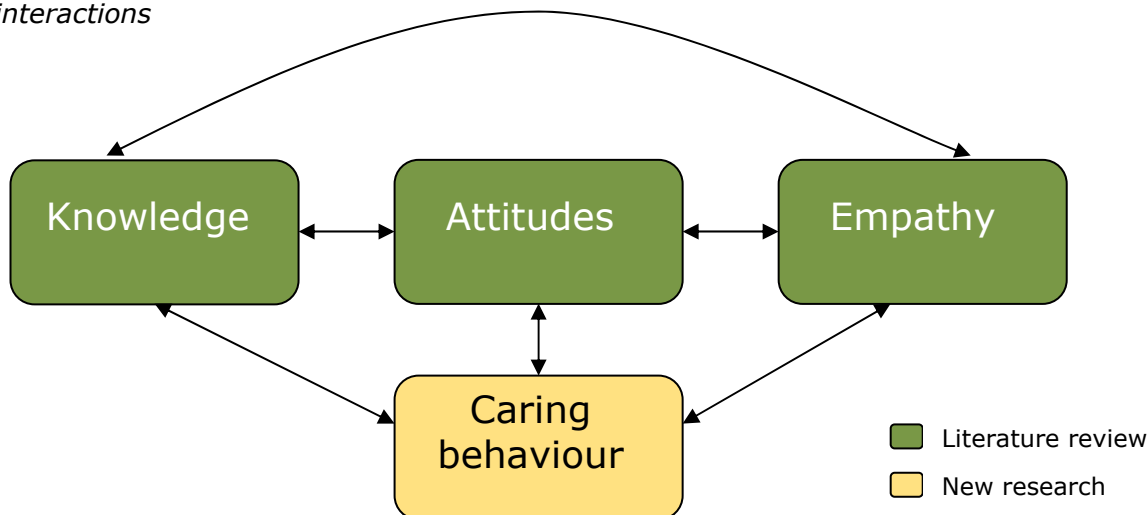 interactions
Knowledge
Attitudes
Empathy
Caring
behaviour
Literature review
New research